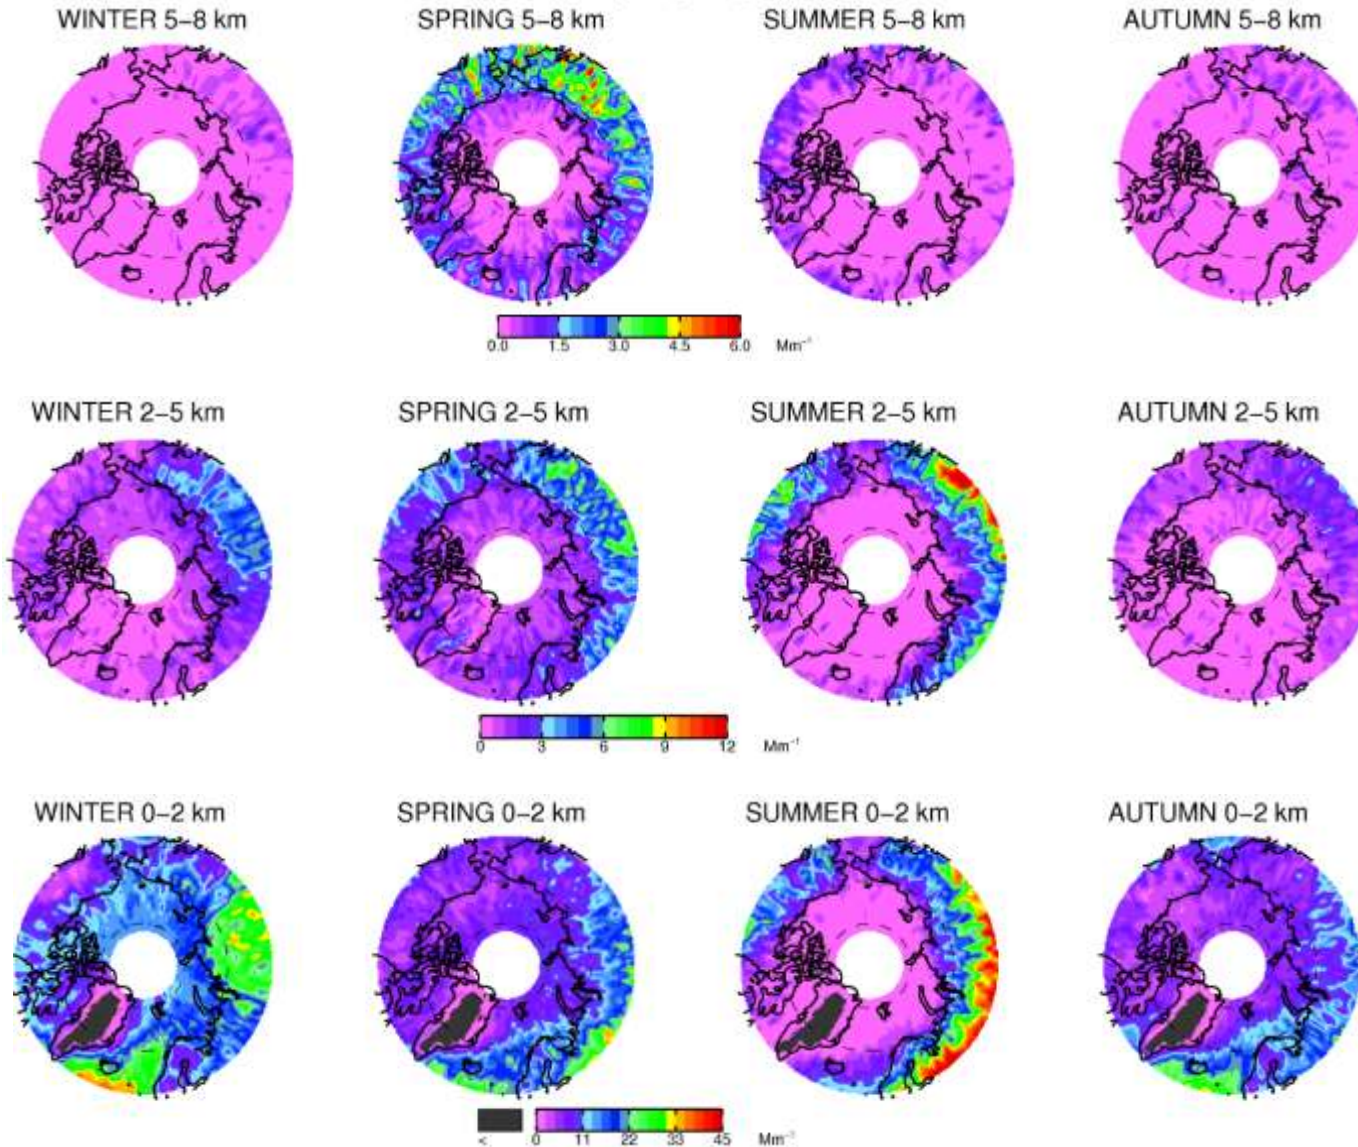 WINTER 5–8 km SPRING 5–8 km SUMMER 5–8 km AUTUMN 5–8 km
0.0 1.5 3.0 4.5 6.0 Mm⁻¹
WINTER 2–5 km SPRING 2–5 km SUMMER 2–5 km AUTUMN 2–5 km
0 3 6 9 12 Mm⁻¹
WINTER 0–2 km SPRING 0–2 km SUMMER 0–2 km AUTUMN 0–2 km
< 0 11 22 33 45 Mm⁻¹